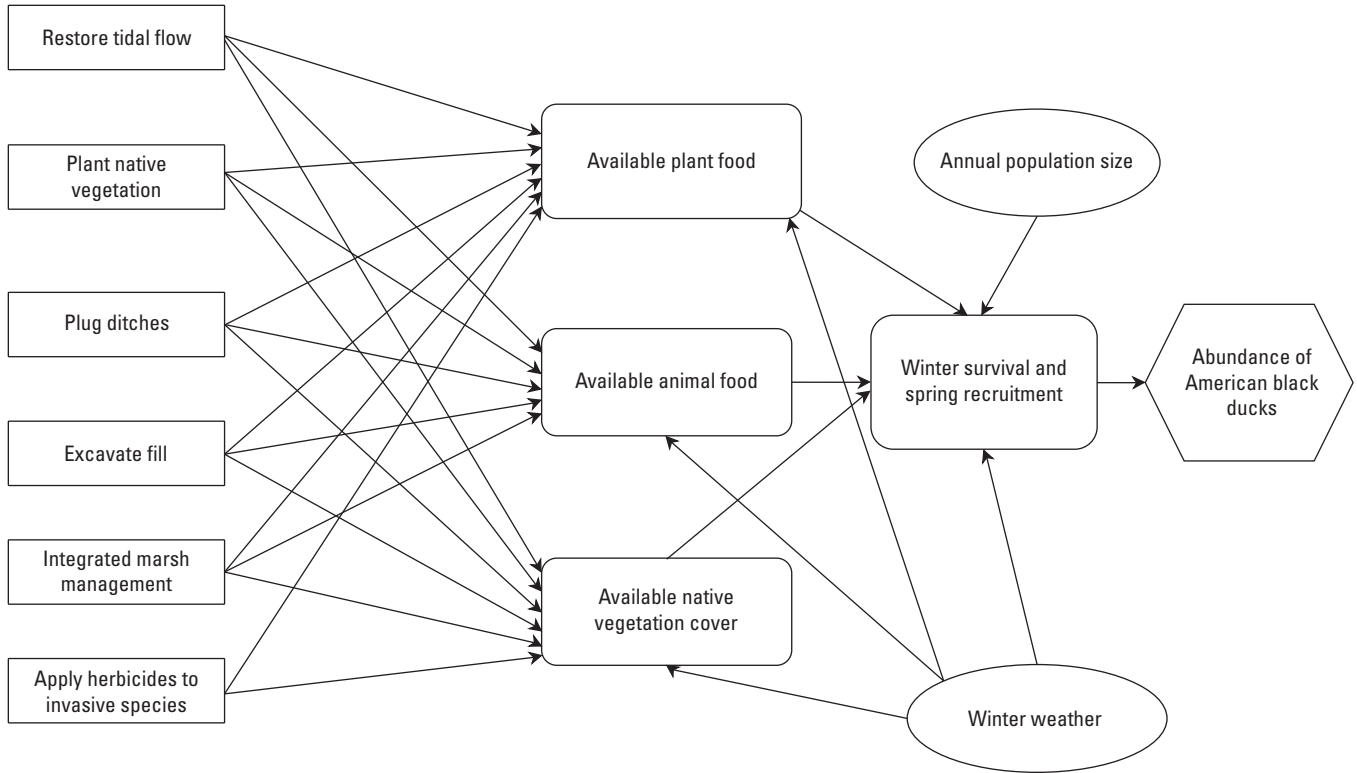 Restore tidal flow
Plant native
vegetation
Plug ditches
Excavate fill
Integrated marsh
management
Apply herbicides to
invasive species
Available plant food
Available animal food
Available native
vegetation cover
Annual population size
Winter survival and
spring recruitment
Winter weather
Abundance of
American black
ducks